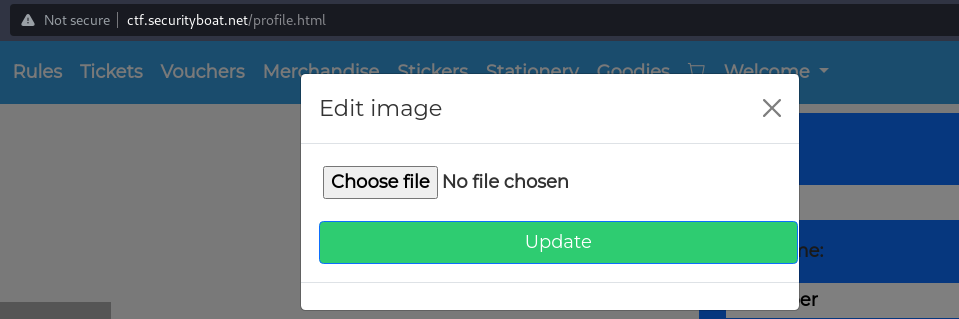 Not secure ctf.securityboat.net/profile.html
Rules Tickets Vouchers Merchandise Stickers Stationery Goodies Welcome
Edit image
Choose file No file chosen
Update
me:
er